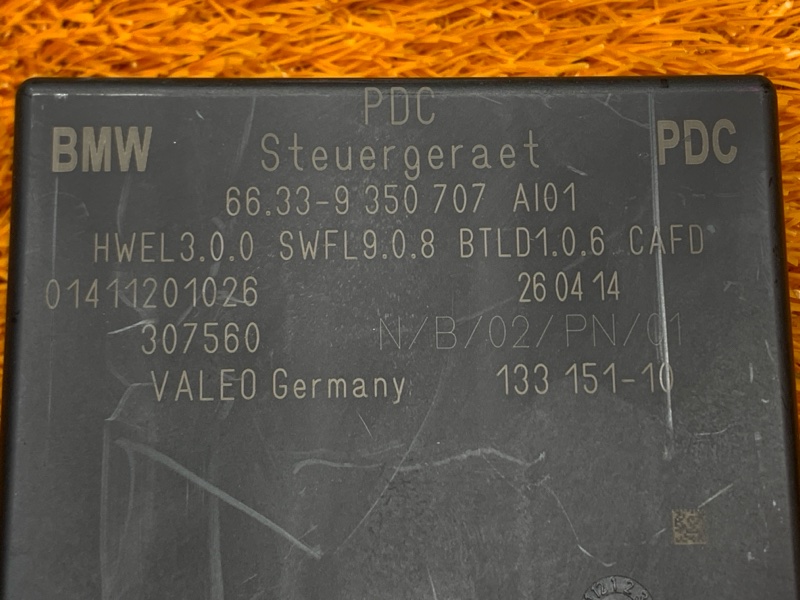 PDC
BMW Steuergeraet PDC
66.33-9 350 707 AI01
HWEL3.0.0 SWFL9.0.8 BTLD1.0.6 CAFD
01411201026 26 04 14
307560 N/B/02/PN/01
VALEO Germany 133 151-10